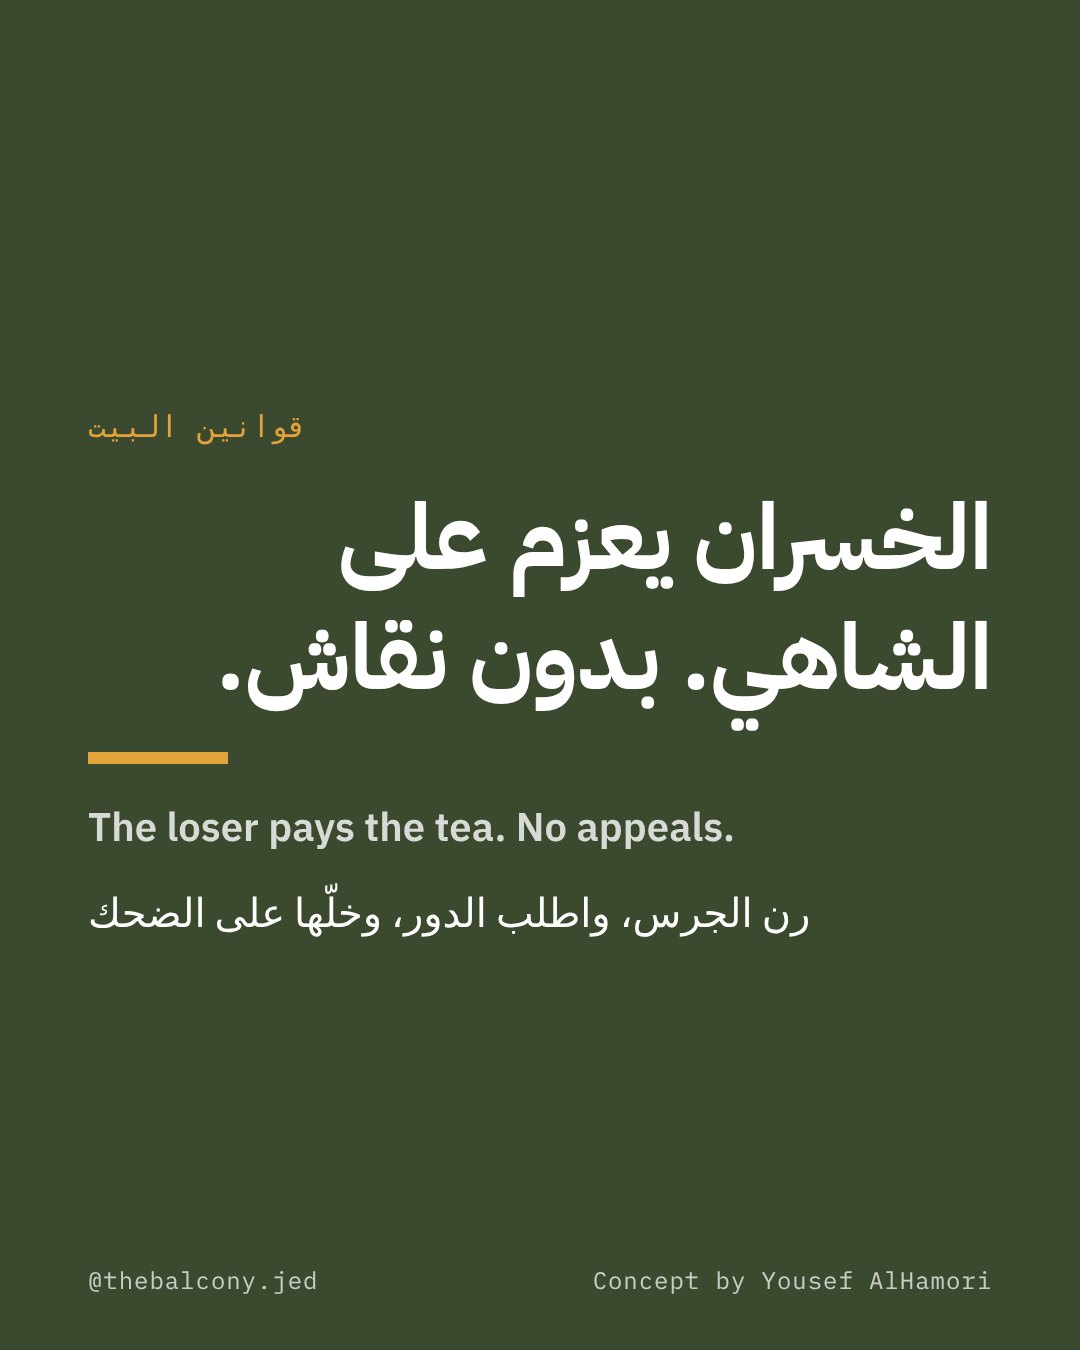 قوانين البيت
الخسران يعزم على
الشاهي. بدون نقاش.
The loser pays the tea. No appeals.
رن الجرس، واطلب الدور، وخلّها على الضحك
@thebalcony.jed
Concept by Yousef AlHamori